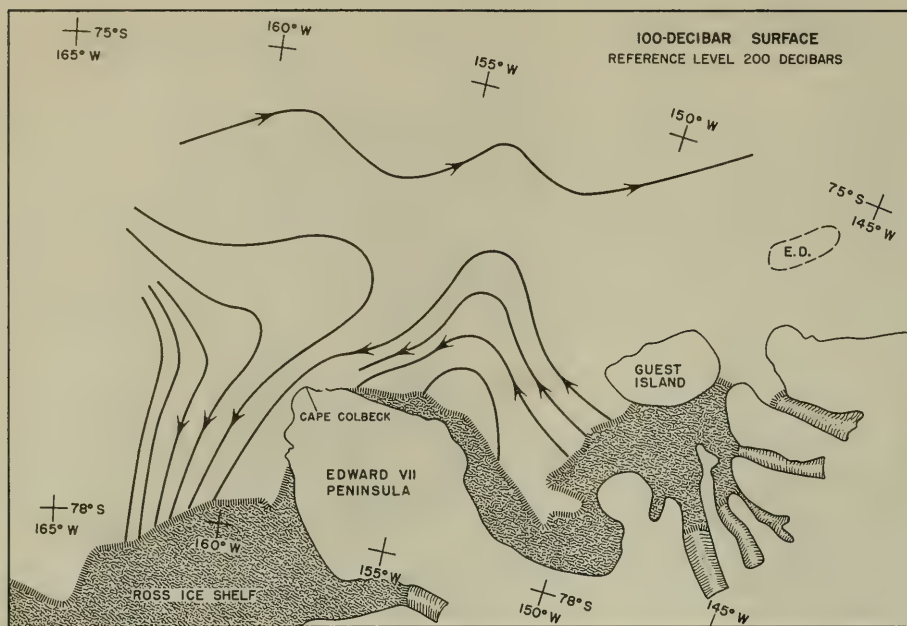 100-DECIBAR SURFACE
REFERENCE LEVEL 200 DECIBARS
75°S
165°W
160°W
155°W
150°W
75°S
145°W
E.D.
GUEST
ISLAND
CAPE COLBECK
EDWARD VII
PENINSULA
78°S
165°W
160°W
155°W
78°S
150°W
145°W
ROSS ICE SHELF